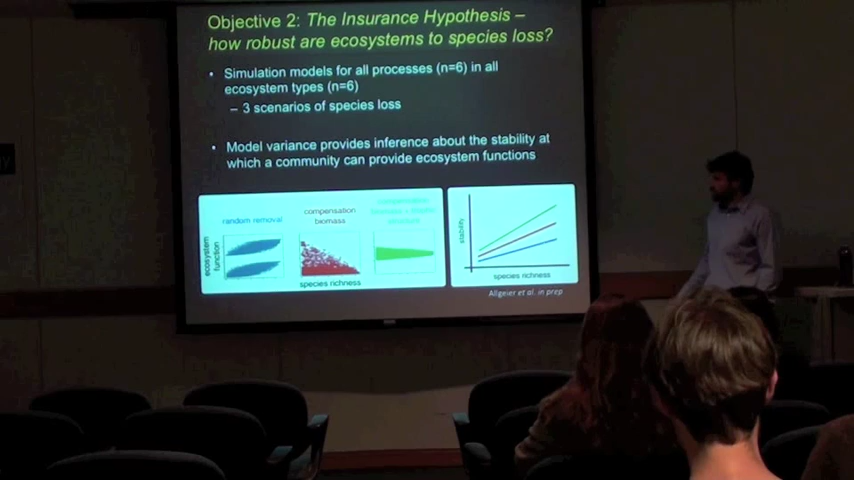 Objective 2: The Insurance Hypothesis –
how robust are ecosystems to species loss?
• Simulation models for all processes (n=6) in all
ecosystem types (n=6)
– 3 scenarios of species loss
• Model variance provides inference about the stability at
which a community can provide ecosystem functions
random removal
compensation
biomass
compensation
ecosystem
function
species richness
stability
species richness
Allgeier et al. in prep